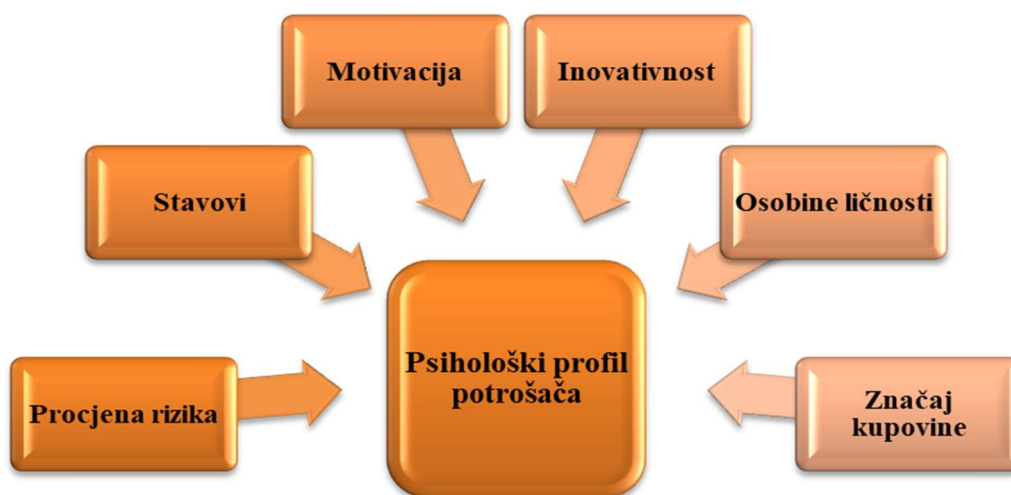 Motivacija
Inovativnost
Stavovi
Osobine ličnosti
Psihološki profil
potrošača
Procjena rizika
Značaj
kupovine